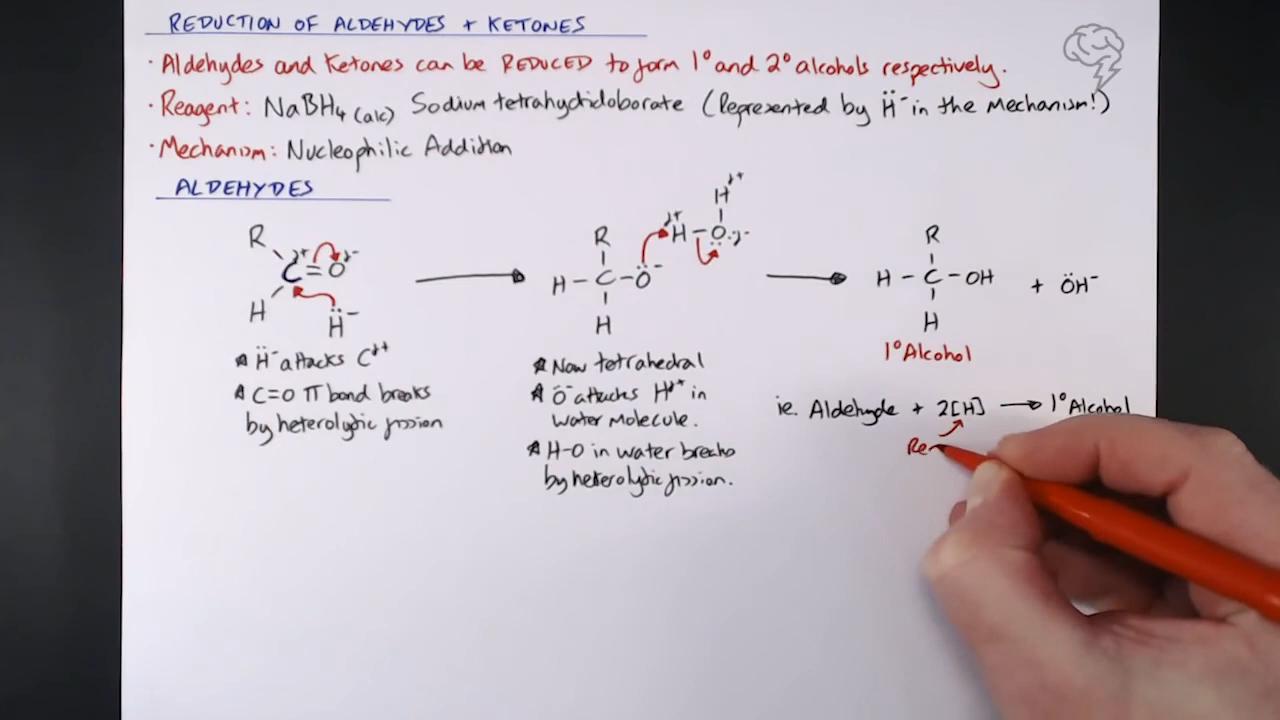 REDUCTION OF ALDEHYDES + KETONES
· Aldehydes and Ketones can be REDUCED to form 1° and 2° alcohols respectively.
· Reagent: NaBH₄ (alc) Sodium tetrahydridoborate (Represented by H̤⁻ in the Mechanism!)
· Mechanism: Nucleophilic Addition
ALDEHYDES
R
C δ+ = O δ-
H
H⁻
R
H - C - O⁻
H
H δ+
H δ+ - O δ-
R
H - C - OH + ÖH⁻
H
1° Alcohol
* Ḧ⁻ attacks C δ+
* C=O π bond breaks
by heterolytic fission
* Now tetrahedral
* Ö⁻ attacks H δ+ in
water molecule.
* H-O in water breaks
by heterolytic fission.
ie. Aldehyde + 2[H] → 1° Alcohol
Re